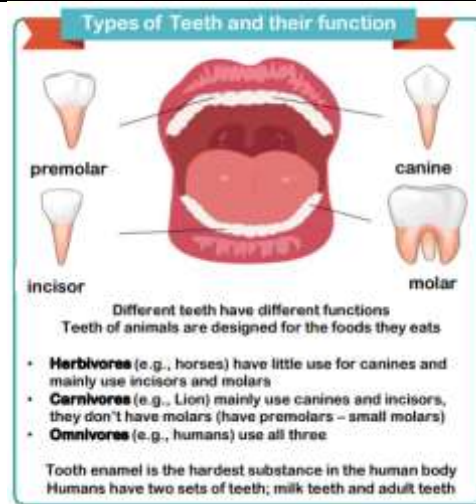 Types of Teeth and their function
premolar
canine
incisor
molar
Different teeth have different functions
Teeth of animals are designed for the foods they eats
• Herbivores (e.g., horses) have little use for canines and
mainly use incisors and molars
• Carnivores (e.g., Lion) mainly use canines and incisors,
they don't have molars (have premolars – small molars)
• Omnivores (e.g., humans) use all three
Tooth enamel is the hardest substance in the human body
Humans have two sets of teeth; milk teeth and adult teeth